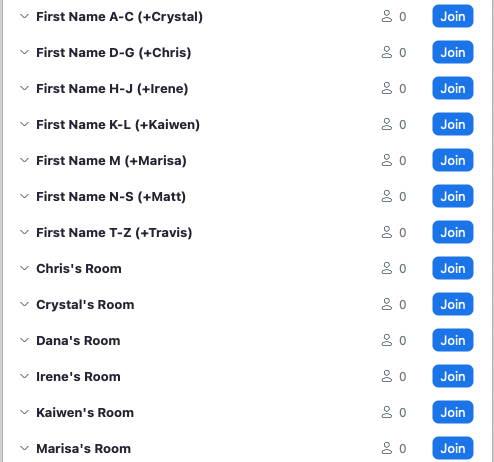 First Name A-C (+Crystal) 0 Join
First Name D-G (+Chris) 0 Join
First Name H-J (+Irene) 0 Join
First Name K-L (+Kaiwen) 0 Join
First Name M (+Marisa) 0 Join
First Name N-S (+Matt) 0 Join
First Name T-Z (+Travis) 0 Join
Chris's Room 0 Join
Crystal's Room 0 Join
Dana's Room 0 Join
Irene's Room 0 Join
Kaiwen's Room 0 Join
Marisa's Room 0 Join